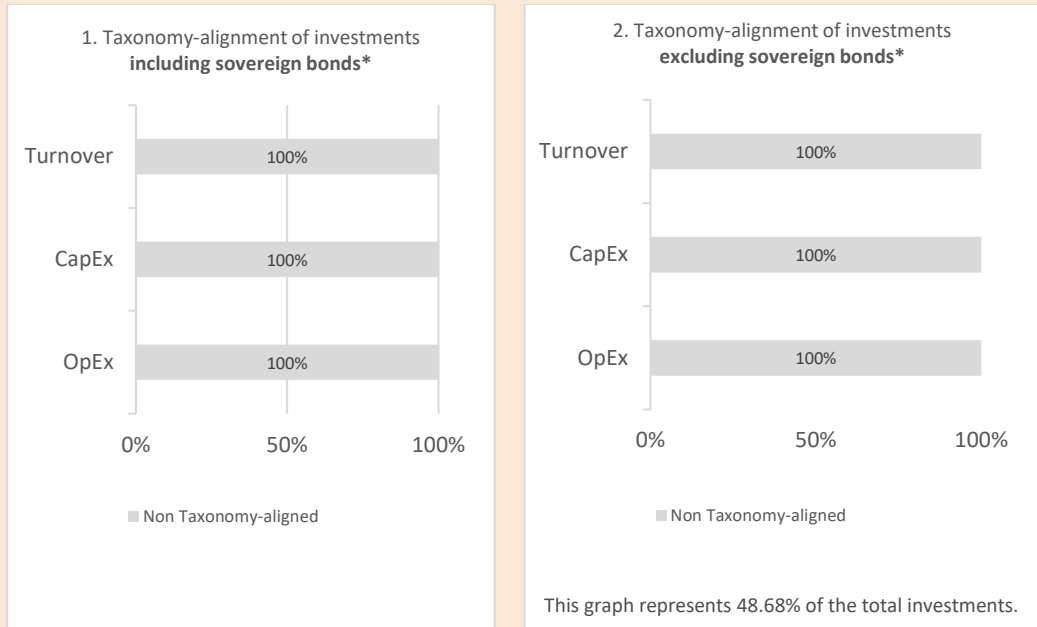 1. Taxonomy-alignment of investments
including sovereign bonds*
Turnover
100%
CapEx
100%
OpEx
100%
0%
50%
100%
Non Taxonomy-aligned
2. Taxonomy-alignment of investments
excluding sovereign bonds*
Turnover
100%
CapEx
100%
OpEx
100%
0%
50%
100%
Non Taxonomy-aligned
This graph represents 48.68% of the total investments.